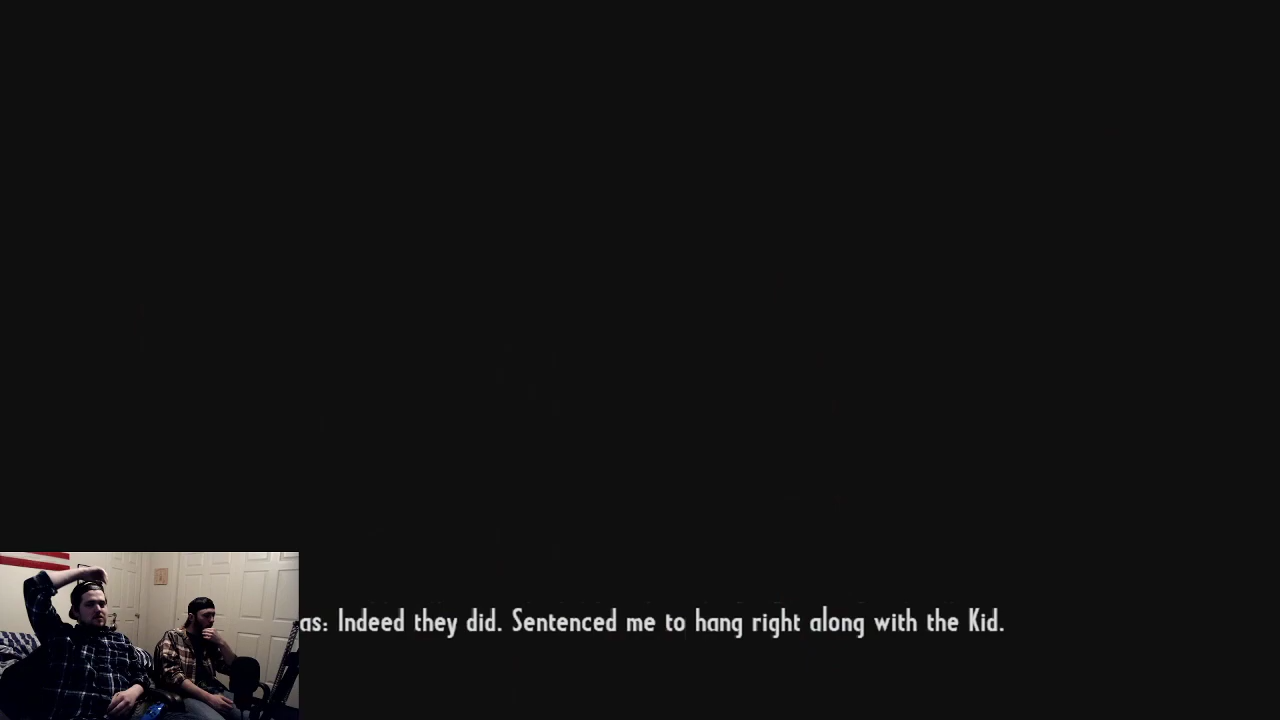 as: Indeed they did. Sentenced me to hang right along with the Kid.